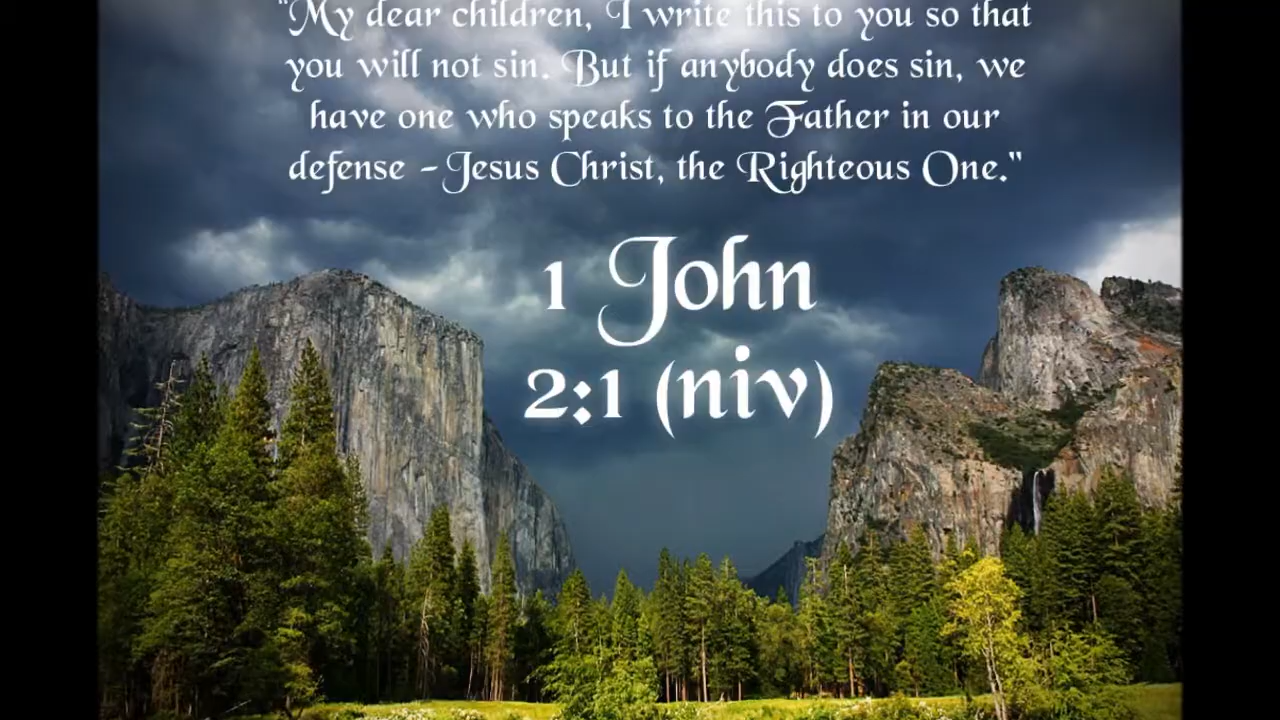 "My dear children, I write this to you so that
you will not sin. But if anybody does sin, we
have one who speaks to the Father in our
defense -Jesus Christ, the Righteous One."
1 John
2:1 (niv)